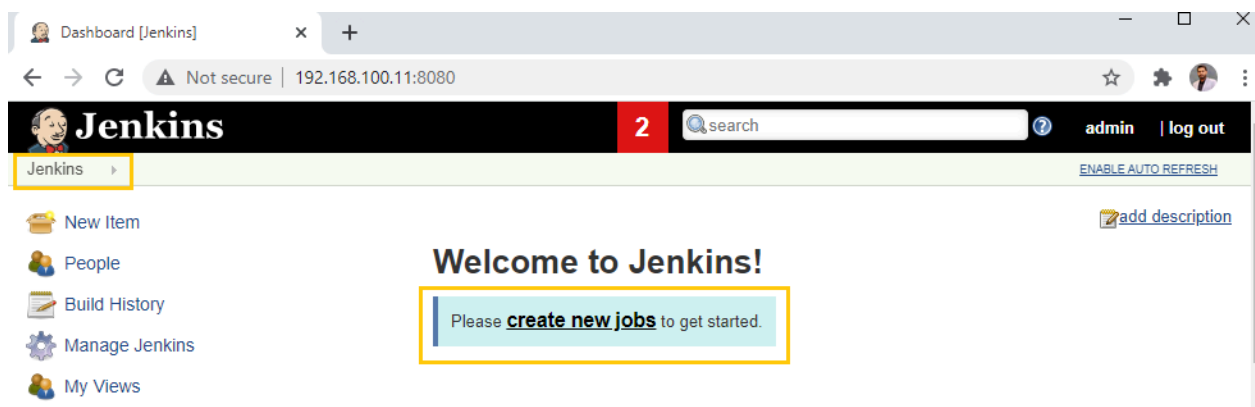 Dashboard [Jenkins]
Not secure | 192.168.100.11:8080
Jenkins 2 search admin | log out
Jenkins ENABLE AUTO REFRESH
New Item add description
People
Welcome to Jenkins!
Build History
Please create new jobs to get started.
Manage Jenkins
My Views